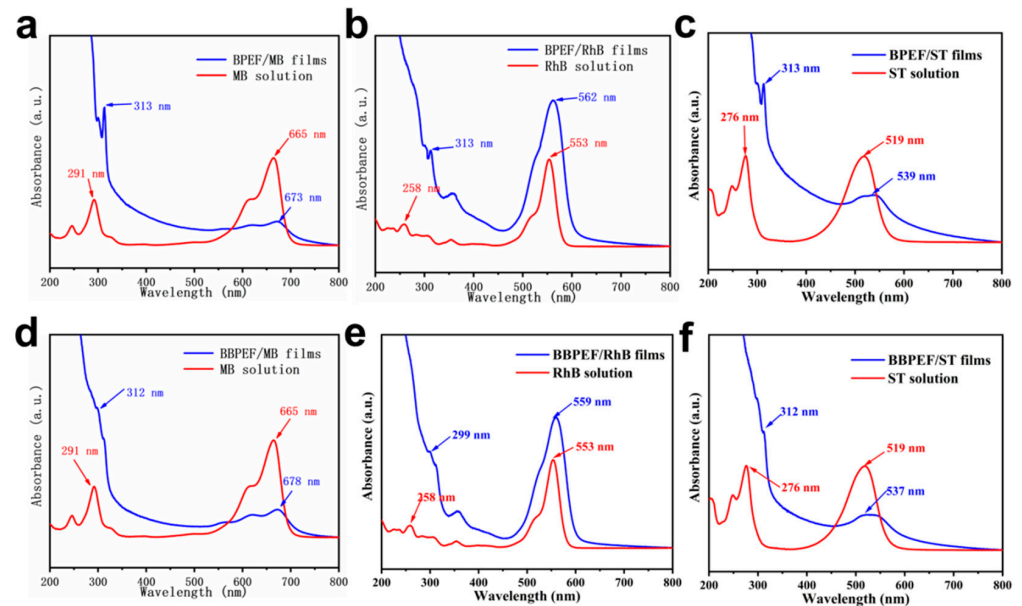 a
BPEF/MB films
MB solution
313 nm
665 nm
291 nm
673 nm
Absorbance (a.u.)
200 300 400 500 600 700 800
Wavelength (nm)
b
BPEF/RhB films
RhB solution
562 nm
313 nm
553 nm
258 nm
Absorbance (a.u.)
200 300 400 500 600 700 800
Wavelength (nm)
c
BPEF/ST films
ST solution
313 nm
276 nm
519 nm
539 nm
Absorbance (a.u.)
200 300 400 500 600 700 800
Wavelength (nm)
d
BBPEF/MB films
MB solution
312 nm
665 nm
291 nm
678 nm
Absorbance (a.u.)
200 300 400 500 600 700 800
Wavelength (nm)
e
BBPEF/RhB films
RhB solution
559 nm
299 nm
553 nm
258 nm
Absorbance (a.u.)
200 300 400 500 600 700 800
Wavelength (nm)
f
BBPEF/ST films
ST solution
312 nm
519 nm
276 nm
537 nm
Absorbance (a.u.)
200 300 400 500 600 700 800
Wavelength (nm)